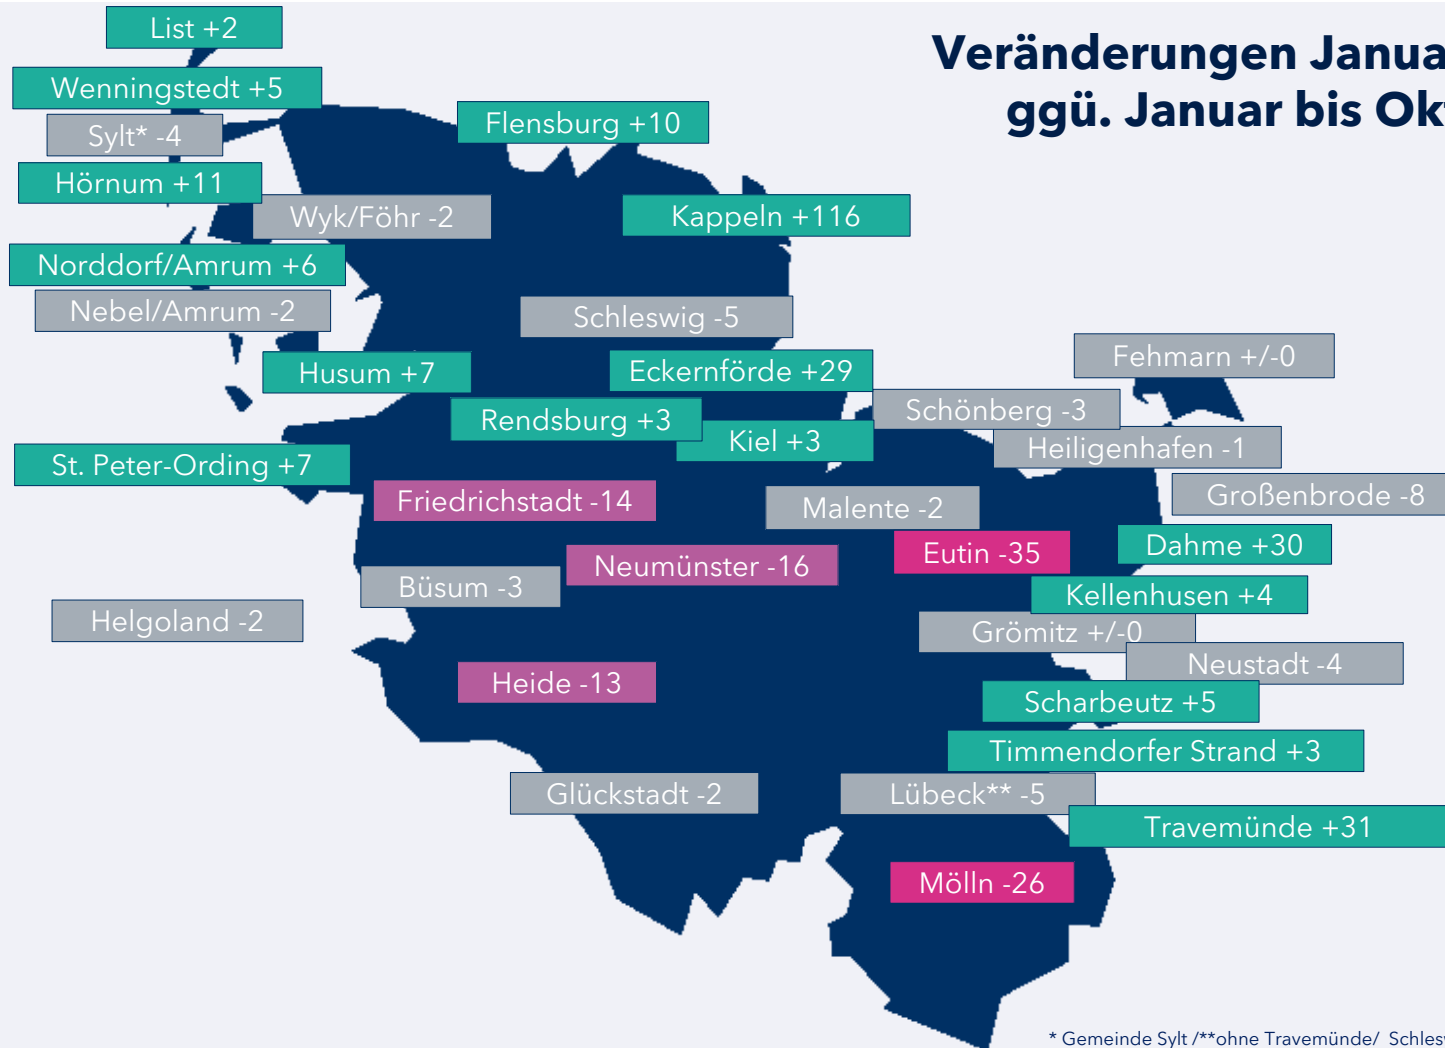 List +2
Veränderungen
ggü. Januar bis
Wenningstedt +5
Sylt* -4
Flensburg +10
Hörnum +11
Wyk/Föhr -2
Kappeln +116
Norddorf/Amrum +6
Nebel/Amrum -2
Schleswig -5
Fehmarn +/-0
Husum +7
Eckernförde +29
Schönberg -3
Rendsburg +3
Kiel +3
Heiligenhafen -1
St. Peter-Ording +7
Friedrichstadt -14
Malente -2
Großenbrode -8
Eutin -35
Dahme +30
Neumünster -16
Büsum -3
Kellenhusen +4
Helgoland -2
Grömitz +/-0
Neustadt -4
Heide -13
Scharbeutz +5
Timmendorfer Strand +3
Glückstadt -2
Lübeck** -5
Travemünde +31
Mölln -26
* Gemeinde Sylt /**ohne Travemünde/